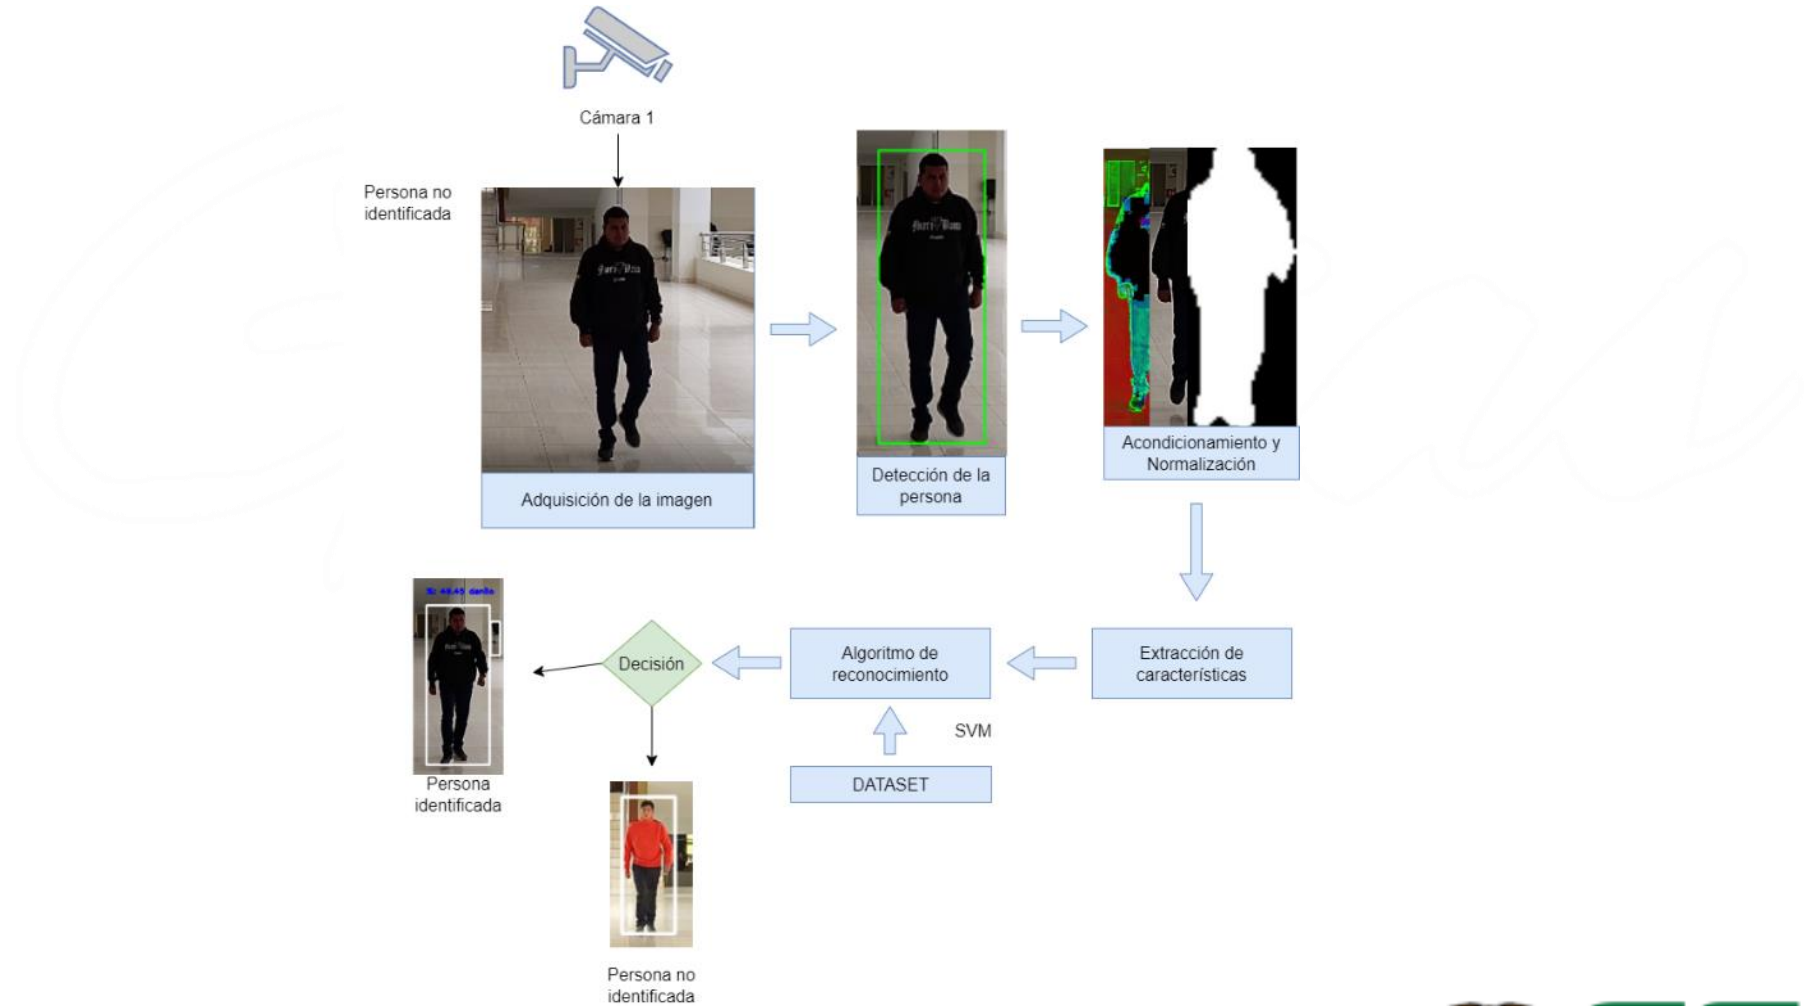 Cámara 1
Persona no
identificada
Adquisición de la imagen
Detección de la
persona
Acondicionamiento y
Normalización
Extracción de
características
Algoritmo de
reconocimiento
Decisión
SVM
DATASET
Persona
identificada
Persona no
identificada